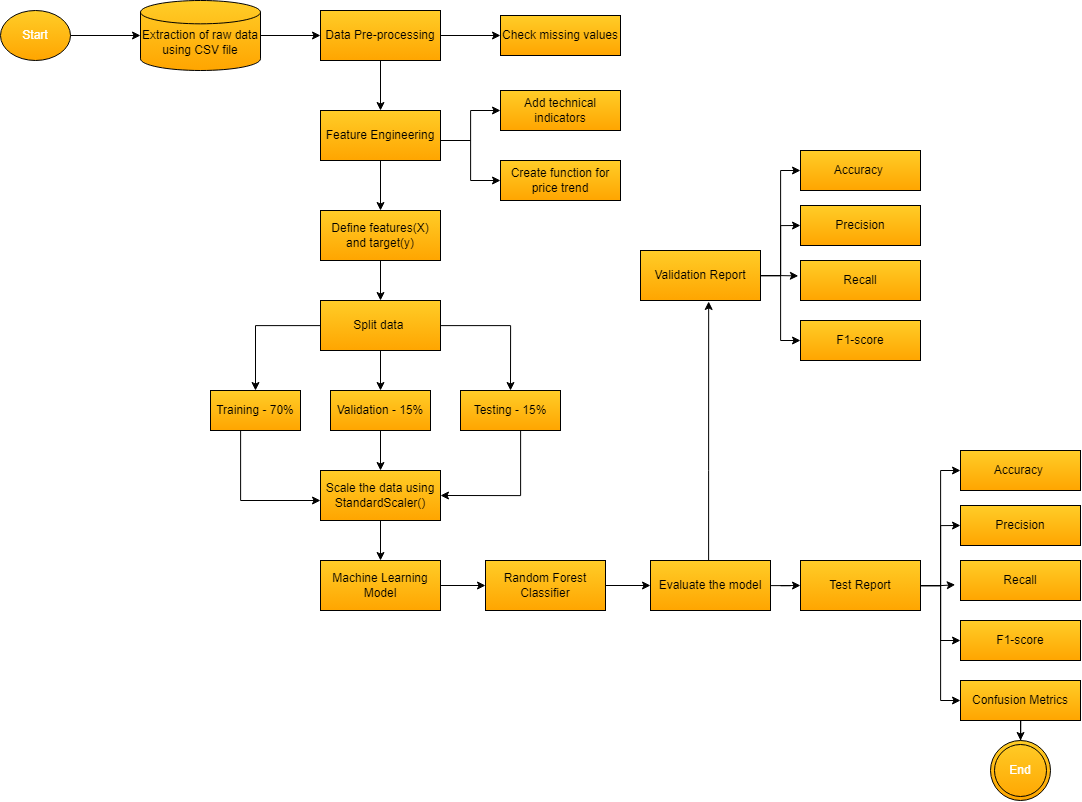 Start
Extraction of raw data
using CSV file
Data Pre-processing
Check missing values
Feature Engineering
Add technical
indicators
Create function for
price trend
Define features(X)
and target(y)
Split data
Training - 70%
Validation - 15%
Testing - 15%
Scale the data using
StandardScaler()
Machine Learning
Model
Random Forest
Classifier
Evaluate the model
Validation Report
Accuracy
Precision
Recall
F1-score
Test Report
Accuracy
Precision
Recall
F1-score
Confusion Metrics
End